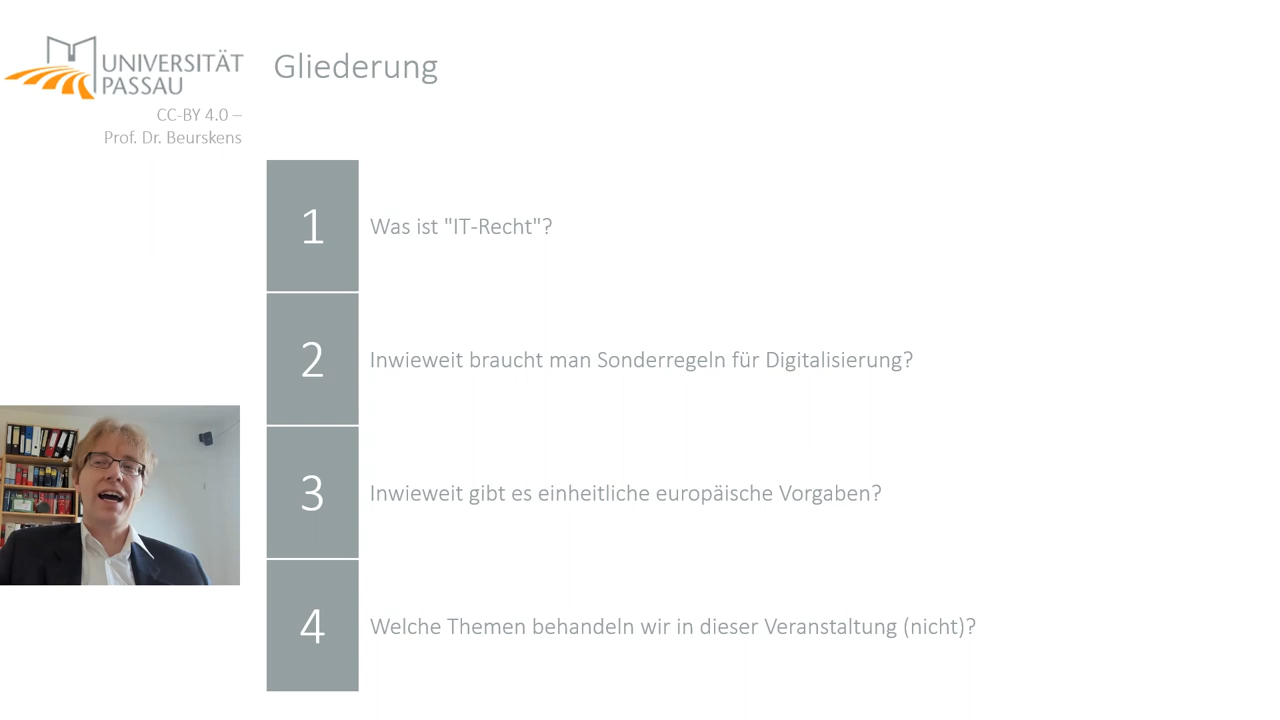 UNIVERSITÄT
PASSAU
CC-BY 4.0 –
Prof. Dr. Beurskens
Gliederung
1
Was ist "IT-Recht"?
2
Inwieweit braucht man Sonderregeln für Digitalisierung?
3
Inwieweit gibt es einheitliche europäische Vorgaben?
4
Welche Themen behandeln wir in dieser Veranstaltung (nicht)?